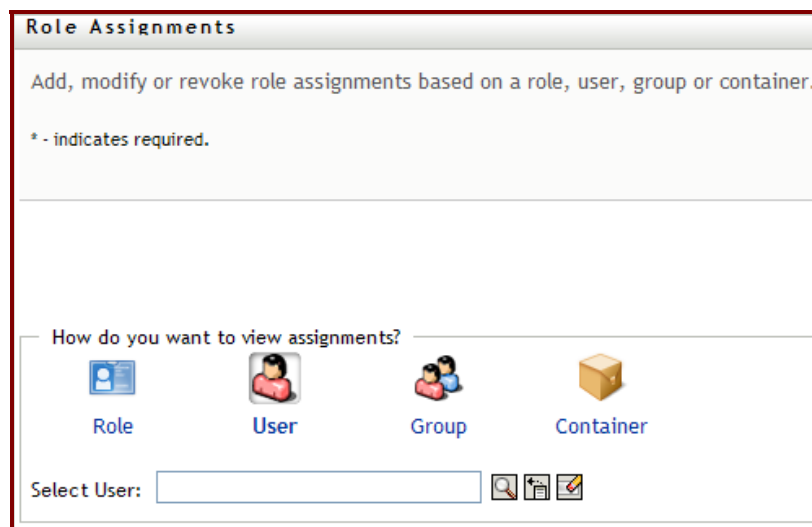 Role Assignments
Add, modify or revoke role assignments based on a role, user, group or container.
* - indicates required.
How do you want to view assignments?
Role User Group Container
Select User: